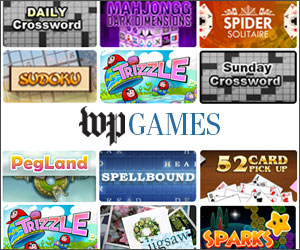 DAILY
Crossword
MAHJONGG
DARK DIMENSIONS
SPIDER
SOLITAIRE
SUDOKU
TRIZZLE
Sunday
Crossword
wp GAMES
PegLand
HEAR
SPELLBOUND
52 CARD
PICK UP
TRIZZLE
jigsaw
SPARKS